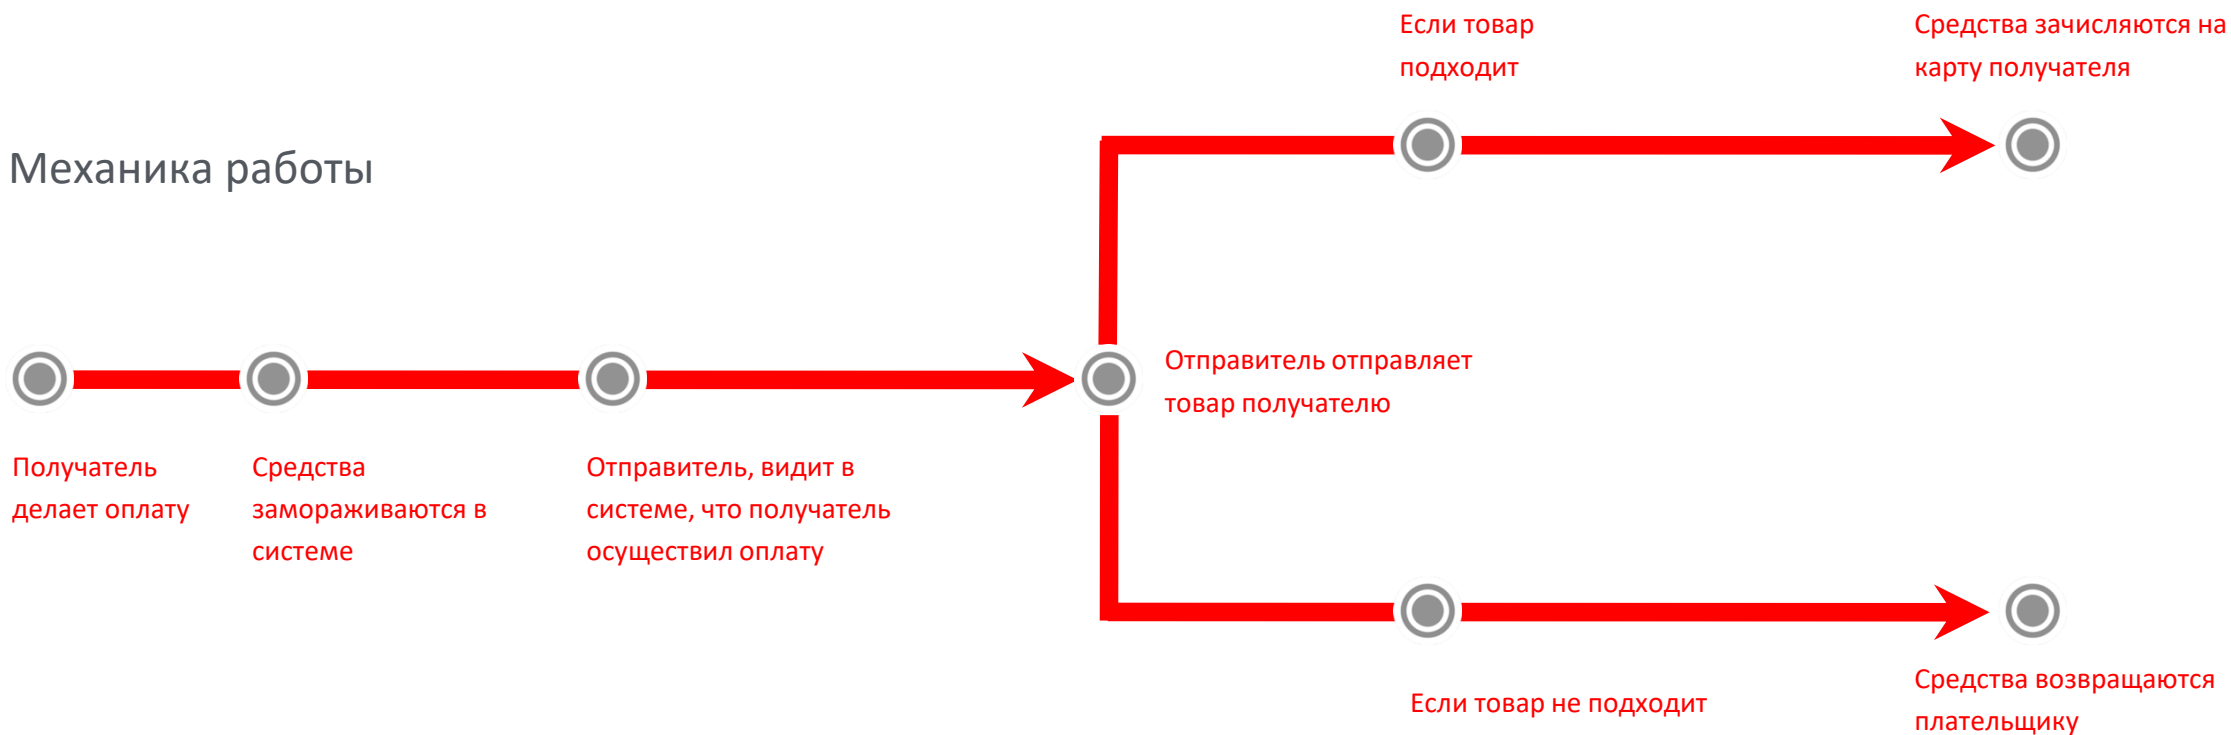 Механика работы
Получатель
делает оплату
Средства
замораживаются в
системе
Отправитель, видит в
системе, что получатель
осуществил оплату
Отправитель отправляет
товар получателю
Если товар
подходит
Средства зачисляются на
карту получателя
Если товар не подходит
Средства возвращаются
плательщику